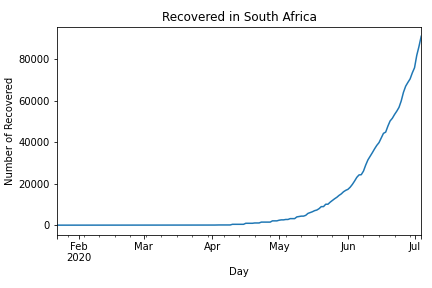 Recovered in South Africa
Number of Recovered
80000
60000
40000
20000
0
Feb Mar Apr May Jun Jul
2020
Day